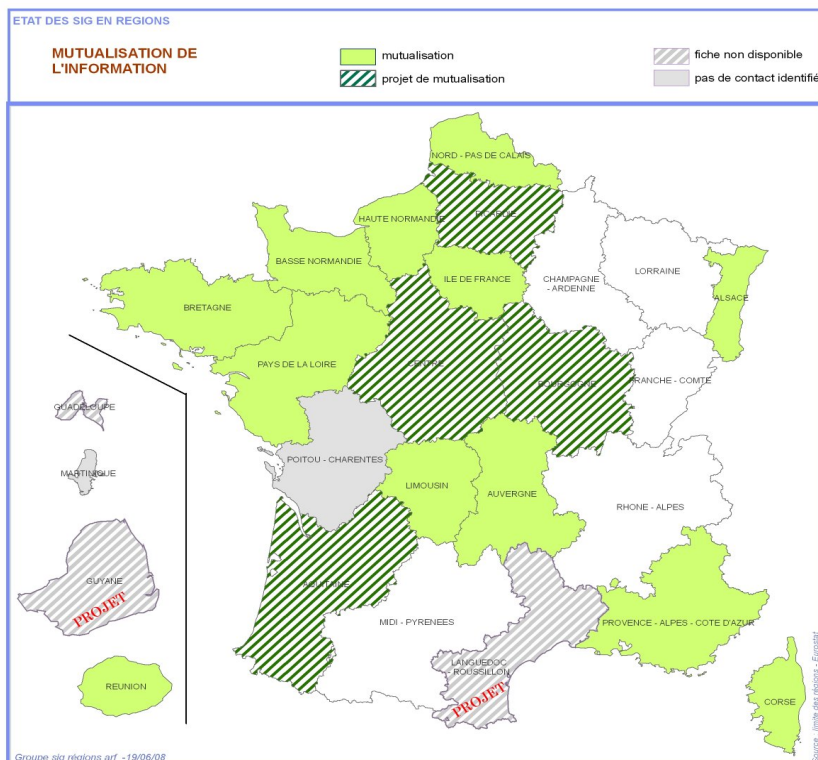 ETAT DES SIG EN REGIONS
MUTUALISATION DE
L'INFORMATION
mutualisation
projet de mutualisation
fiche non disponible
pas de contact identifié
NORD - PAS DE CALAIS
PICARDIE
HAUTE NORMANDIE
BASSE NORMANDIE
ILE DE FRANCE
CHAMPAGNE
- ARDENNE
LORRAINE
ALSACE
BRETAGNE
PAYS DE LA LOIRE
CENTRE
BOURGOGNE
FRANCHE - COMTE
GUADELOUPE
POITOU - CHARENTES
MARTINIQUE
LIMOUSIN
AUVERGNE
RHONE - ALPES
GUYANE
PROJET
AQUITAINE
MIDI - PYRENEES
PROVENCE - ALPES - COTE D'AZUR
LANGUEDOC
- ROUSSILLON
PROJET
REUNION
CORSE
Groupe sig régions arf -19/06/08
Source : limite des régions - Eurostat